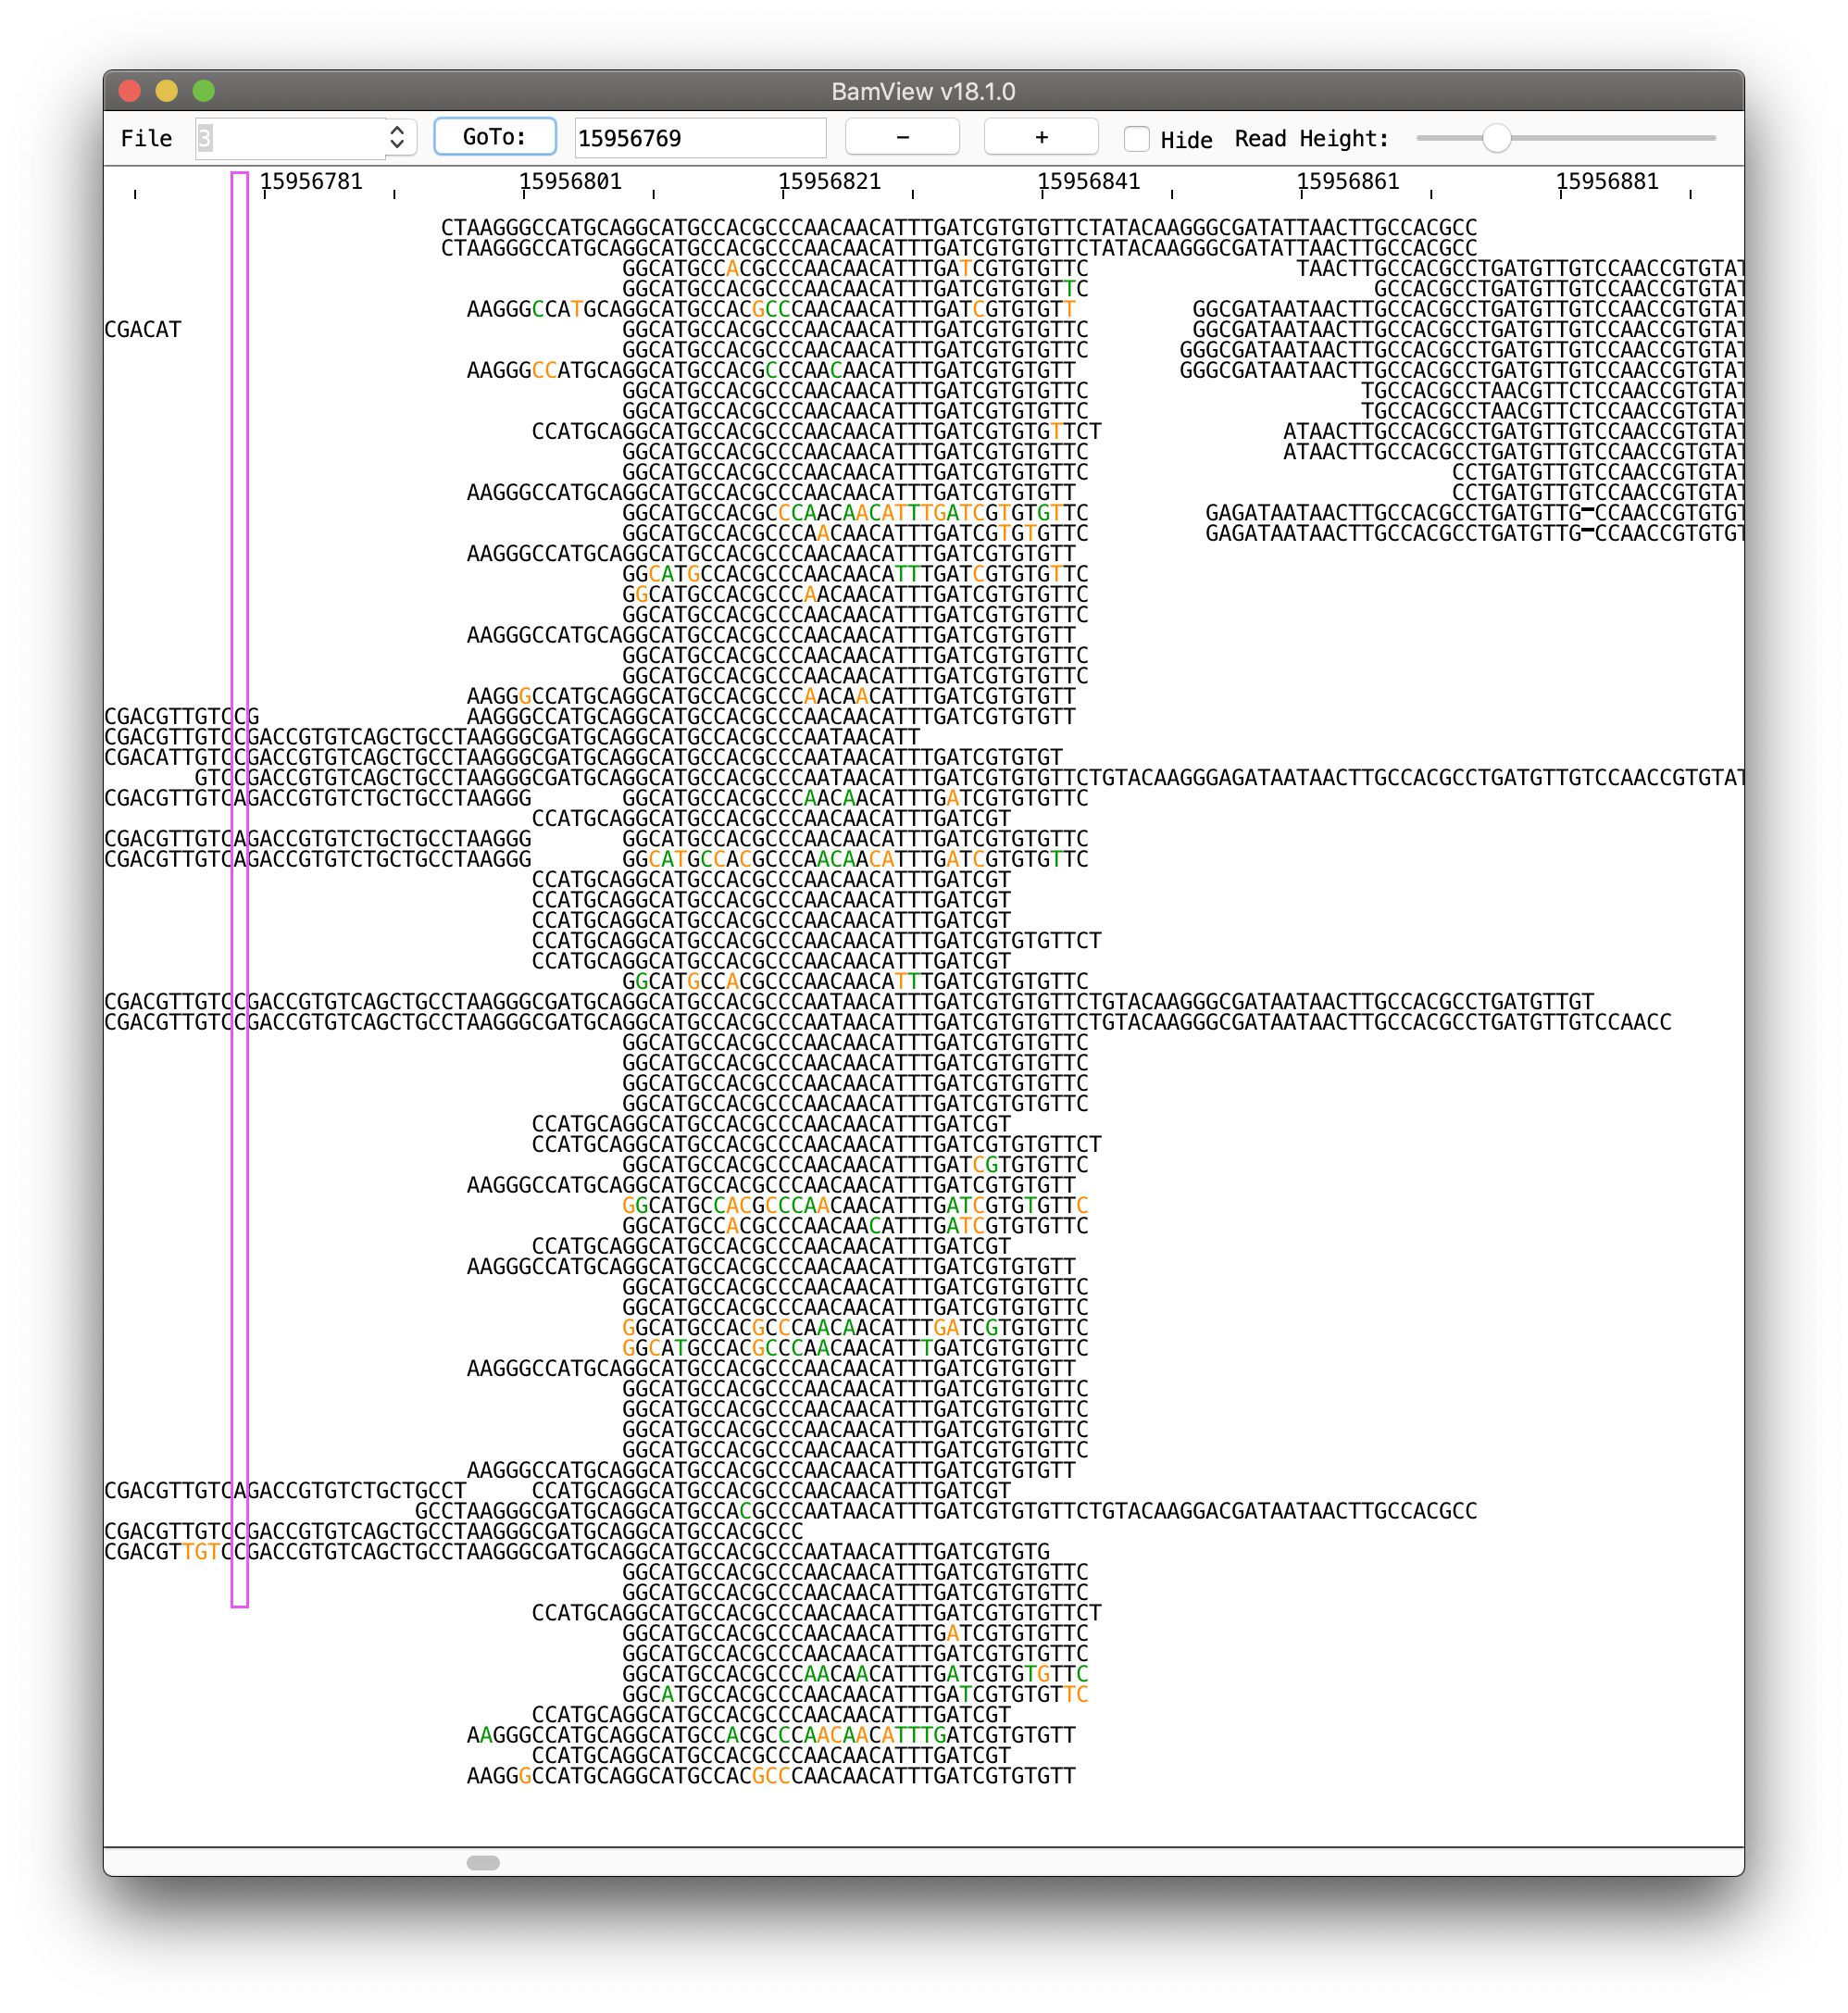 BamView v18.1.0
File 3 GoTo: 15956769 − + Hide Read Height:
15956781 15956801 15956821 15956841 15956861 15956881
CTAAGGGCCATGCAGGCATGCCACGCCCAACAACATTTGATCGTGTGTTCTATACAAGGGCGATATTAACTTGCCACGCC
CTAAGGGCCATGCAGGCATGCCACGCCCAACAACATTTGATCGTGTGTTCTATACAAGGGCGATATTAACTTGCCACGCC
GGCATGCCACGCCCAACAACATTTGATCGTGTGTTC TAACTTGCCACGCCTGATGTTGTCCAACCGTGTAT
GGCATGCCACGCCCAACAACATTTGATCGTGTGTTC GCCACGCCTGATGTTGTCCAACCGTGTAT
AAGGGCCATGCAGGCATGCCACGCCCAACAACATTTGATCGTGTGTT GGCGATAATAACTTGCCACGCCTGATGTTGTCCAACCGTGTAT
CGACAT GGCATGCCACGCCCAACAACATTTGATCGTGTGTTC GGCGATAATAACTTGCCACGCCTGATGTTGTCCAACCGTGTAT
GGCATGCCACGCCCAACAACATTTGATCGTGTGTTC GGGCGATAATAACTTGCCACGCCTGATGTTGTCCAACCGTGTAT
AAGGGCCATGCAGGCATGCCACGCCCAACAACATTTGATCGTGTGTT GGGCGATAATAACTTGCCACGCCTGATGTTGTCCAACCGTGTAT
GGCATGCCACGCCCAACAACATTTGATCGTGTGTTC TGCCACGCCTAACGTTCTCCAACCGTGTAT
GGCATGCCACGCCCAACAACATTTGATCGTGTGTTC TGCCACGCCTAACGTTCTCCAACCGTGTAT
CCATGCAGGCATGCCACGCCCAACAACATTTGATCGTGTGTTCT ATAACTTGCCACGCCTGATGTTGTCCAACCGTGTAT
GGCATGCCACGCCCAACAACATTTGATCGTGTGTTC ATAACTTGCCACGCCTGATGTTGTCCAACCGTGTAT
GGCATGCCACGCCCAACAACATTTGATCGTGTGTTC CCTGATGTTGTCCAACCGTGTAT
AAGGGCCATGCAGGCATGCCACGCCCAACAACATTTGATCGTGTGTT CCTGATGTTGTCCAACCGTGTAT
GGCATGCCACGCCCAACAACATTTGATCGTGTGTTC GAGATAATAACTTGCCACGCCTGATGTTG-CCAACCGTGTGT
GGCATGCCACGCCCAACAACATTTGATCGTGTGTTC GAGATAATAACTTGCCACGCCTGATGTTG-CCAACCGTGTGT
AAGGGCCATGCAGGCATGCCACGCCCAACAACATTTGATCGTGTGTT
GGCATGCCACGCCCAACAACATTTGATCGTGTGTTC
GGCATGCCACGCCCAACAACATTTGATCGTGTGTTC
GGCATGCCACGCCCAACAACATTTGATCGTGTGTTC
AAGGGCCATGCAGGCATGCCACGCCCAACAACATTTGATCGTGTGTT
GGCATGCCACGCCCAACAACATTTGATCGTGTGTTC
GGCATGCCACGCCCAACAACATTTGATCGTGTGTTC
AAGGGCCATGCAGGCATGCCACGCCCAACAACATTTGATCGTGTGTT
CGACGTTGTCCG AAGGGCCATGCAGGCATGCCACGCCCAACAACATTTGATCGTGTGTT
CGACGTTGTCCGACCGTGTCAGCTGCCTAAGGGCGATGCAGGCATGCCACGCCCAATAACATT
CGACATTGTCCGACCGTGTCAGCTGCCTAAGGGCGATGCAGGCATGCCACGCCCAATAACATTTGATCGTGTGT
GTCCGACCGTGTCAGCTGCCTAAGGGCGATGCAGGCATGCCACGCCCAATAACATTTGATCGTGTGTTCTGTACAAGGGAGATAATAACTTGCCACGCCTGATGTTGTCCAACCGTGTAT
CGACGTTGTCAGACCGTGTCTGCTGCCTAAGGG GGCATGCCACGCCCAACAACATTTGATCGTGTGTTC
CCATGCAGGCATGCCACGCCCAACAACATTTGATCGT
CGACGTTGTCAGACCGTGTCTGCTGCCTAAGGG GGCATGCCACGCCCAACAACATTTGATCGTGTGTTC
CGACGTTGTCAGACCGTGTCTGCTGCCTAAGGG GGCATGCCACGCCCAACAACATTTGATCGTGTGTTC
CCATGCAGGCATGCCACGCCCAACAACATTTGATCGT
CCATGCAGGCATGCCACGCCCAACAACATTTGATCGT
CCATGCAGGCATGCCACGCCCAACAACATTTGATCGT
CCATGCAGGCATGCCACGCCCAACAACATTTGATCGTGTGTTCT
CCATGCAGGCATGCCACGCCCAACAACATTTGATCGT
GGCATGCCACGCCCAACAACATTTGATCGTGTGTTC
CGACGTTGTCCGACCGTGTCAGCTGCCTAAGGGCGATGCAGGCATGCCACGCCCAATAACATTTGATCGTGTGTTCTGTACAAGGGCGATAATAACTTGCCACGCCTGATGTTGT
CGACGTTGTCCGACCGTGTCAGCTGCCTAAGGGCGATGCAGGCATGCCACGCCCAATAACATTTGATCGTGTGTTCTGTACAAGGGCGATAATAACTTGCCACGCCTGATGTTGTCCAACC
GGCATGCCACGCCCAACAACATTTGATCGTGTGTTC
GGCATGCCACGCCCAACAACATTTGATCGTGTGTTC
GGCATGCCACGCCCAACAACATTTGATCGTGTGTTC
GGCATGCCACGCCCAACAACATTTGATCGTGTGTTC
CCATGCAGGCATGCCACGCCCAACAACATTTGATCGT
CCATGCAGGCATGCCACGCCCAACAACATTTGATCGTGTGTTCT
GGCATGCCACGCCCAACAACATTTGATCGTGTGTTC
AAGGGCCATGCAGGCATGCCACGCCCAACAACATTTGATCGTGTGTT
GGCATGCCACGCCCAACAACATTTGATCGTGTGTTC
GGCATGCCACGCCCAACAACATTTGATCGTGTGTTC
CCATGCAGGCATGCCACGCCCAACAACATTTGATCGT
AAGGGCCATGCAGGCATGCCACGCCCAACAACATTTGATCGTGTGTT
GGCATGCCACGCCCAACAACATTTGATCGTGTGTTC
GGCATGCCACGCCCAACAACATTTGATCGTGTGTTC
GGCATGCCACGCCCAACAACATTTGATCGTGTGTTC
GGCATGCCACGCCCAACAACATTTGATCGTGTGTTC
AAGGGCCATGCAGGCATGCCACGCCCAACAACATTTGATCGTGTGTT
GGCATGCCACGCCCAACAACATTTGATCGTGTGTTC
GGCATGCCACGCCCAACAACATTTGATCGTGTGTTC
GGCATGCCACGCCCAACAACATTTGATCGTGTGTTC
GGCATGCCACGCCCAACAACATTTGATCGTGTGTTC
AAGGGCCATGCAGGCATGCCACGCCCAACAACATTTGATCGTGTGTT
CGACGTTGTCAGACCGTGTCTGCTGCCT CCATGCAGGCATGCCACGCCCAACAACATTTGATCGT
GCCTAAGGGCGATGCAGGCATGCCACGCCCAATAACATTTGATCGTGTGTTCTGTACAAGGACGATAATAACTTGCCACGCC
CGACGTTGTCCGACCGTGTCAGCTGCCTAAGGGCGATGCAGGCATGCCACGCCC
CGACGTTGTCCGACCGTGTCAGCTGCCTAAGGGCGATGCAGGCATGCCACGCCCAATAACATTTGATCGTGTG
GGCATGCCACGCCCAACAACATTTGATCGTGTGTTC
GGCATGCCACGCCCAACAACATTTGATCGTGTGTTC
CCATGCAGGCATGCCACGCCCAACAACATTTGATCGTGTGTTCT
GGCATGCCACGCCCAACAACATTTGATCGTGTGTTC
GGCATGCCACGCCCAACAACATTTGATCGTGTGTTC
GGCATGCCACGCCCAACAACATTTGATCGTGTGTTC
GGCATGCCACGCCCAACAACATTTGATCGTGTGTTC
CCATGCAGGCATGCCACGCCCAACAACATTTGATCGT
AAGGGCCATGCAGGCATGCCACGCCCAACAACATTTGATCGTGTGTT
CCATGCAGGCATGCCACGCCCAACAACATTTGATCGT
AAGGGCCATGCAGGCATGCCACGCCCAACAACATTTGATCGTGTGTT